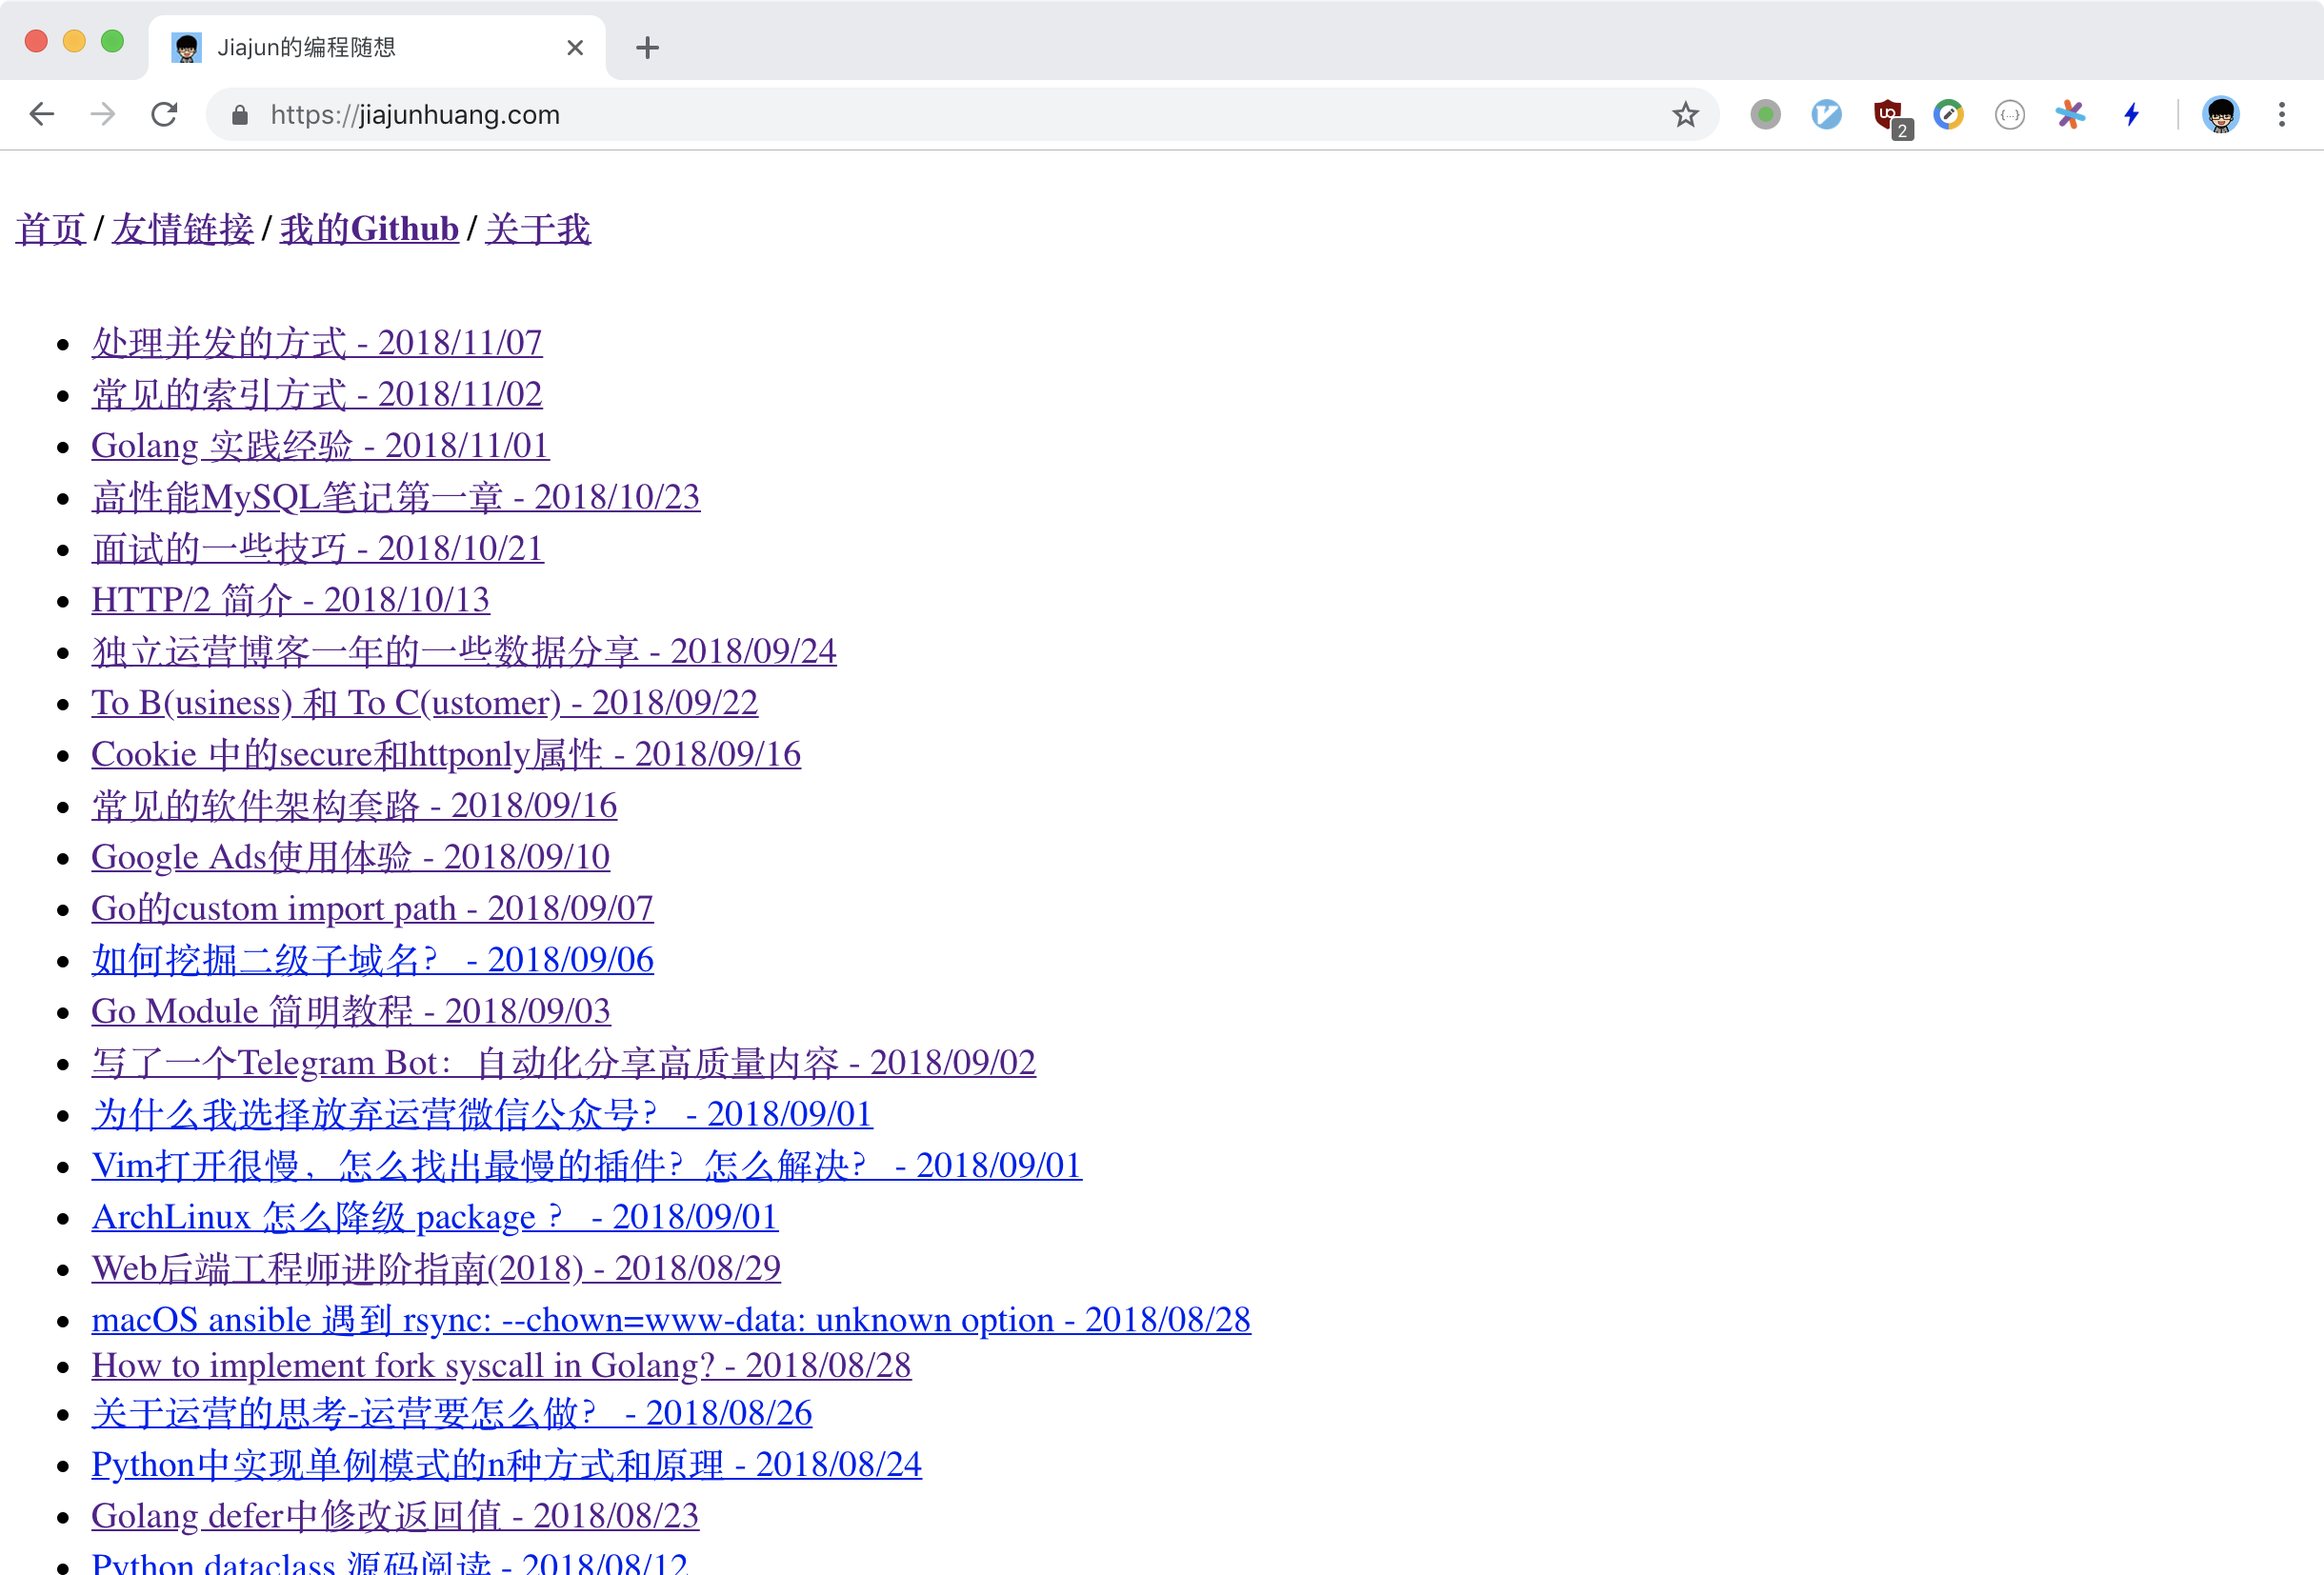 Jiajun的编程随想
https://jiajunhuang.com
2
首页 / 友情链接 / 我的Github / 关于我
处理并发的方式 - 2018/11/07
常见的索引方式 - 2018/11/02
Golang 实践经验 - 2018/11/01
高性能MySQL笔记第一章 - 2018/10/23
面试的一些技巧 - 2018/10/21
HTTP/2 简介 - 2018/10/13
独立运营博客一年的一些数据分享 - 2018/09/24
To B(usiness) 和 To C(ustomer) - 2018/09/22
Cookie 中的secure和httponly属性 - 2018/09/16
常见的软件架构套路 - 2018/09/16
Google Ads使用体验 - 2018/09/10
Go的custom import path - 2018/09/07
如何挖掘二级子域名？ - 2018/09/06
Go Module 简明教程 - 2018/09/03
写了一个Telegram Bot：自动化分享高质量内容 - 2018/09/02
为什么我选择放弃运营微信公众号？ - 2018/09/01
Vim打开很慢，怎么找出最慢的插件？怎么解决？ - 2018/09/01
ArchLinux 怎么降级 package ？ - 2018/09/01
Web后端工程师进阶指南(2018) - 2018/08/29
macOS ansible 遇到 rsync: --chown=www-data: unknown option - 2018/08/28
How to implement fork syscall in Golang? - 2018/08/28
关于运营的思考-运营要怎么做？ - 2018/08/26
Python中实现单例模式的n种方式和原理 - 2018/08/24
Golang defer中修改返回值 - 2018/08/23
Python dataclass 源码阅读 - 2018/08/12